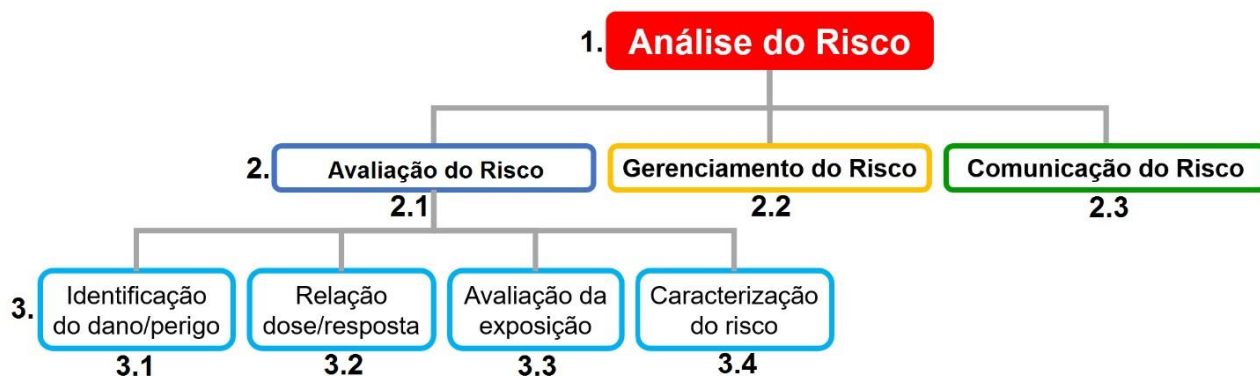 1. Análise do Risco
2. Avaliação do Risco
Gerenciamento do Risco
Comunicação do Risco
2.1
2.2
2.3
3. Identificação
do dano/perigo
Relação
dose/resposta
Avaliação da
exposição
Caracterização
do risco
3.1
3.2
3.3
3.4